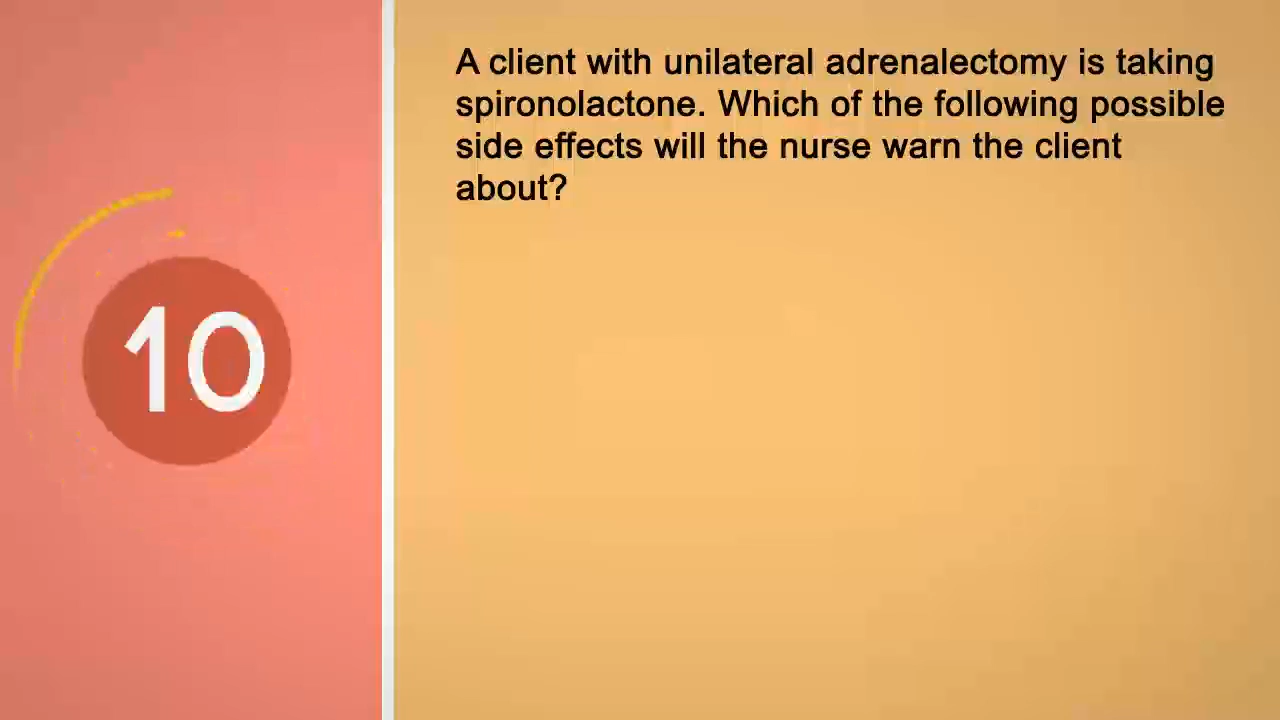 10
A client with unilateral adrenalectomy is taking
spironolactone. Which of the following possible
side effects will the nurse warn the client
about?